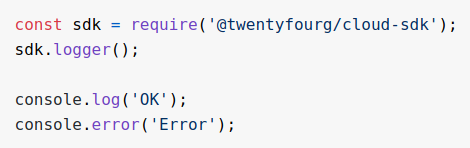 const sdk = require('@twentyfourg/cloud-sdk');
sdk.logger();
console.log('OK');
console.error('Error');